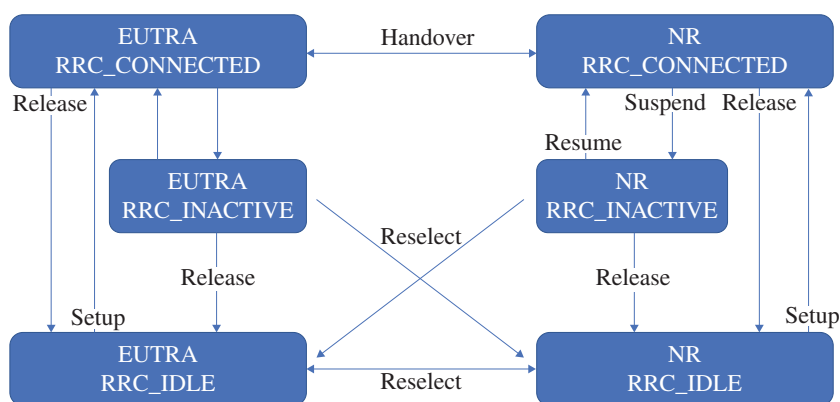 EUTRA
RRC_CONNECTED
Handover
NR
RRC_CONNECTED
Release
Suspend
Release
Resume
EUTRA
RRC_INACTIVE
NR
RRC_INACTIVE
Reselect
Release
Release
Setup
Setup
EUTRA
RRC_IDLE
Reselect
NR
RRC_IDLE